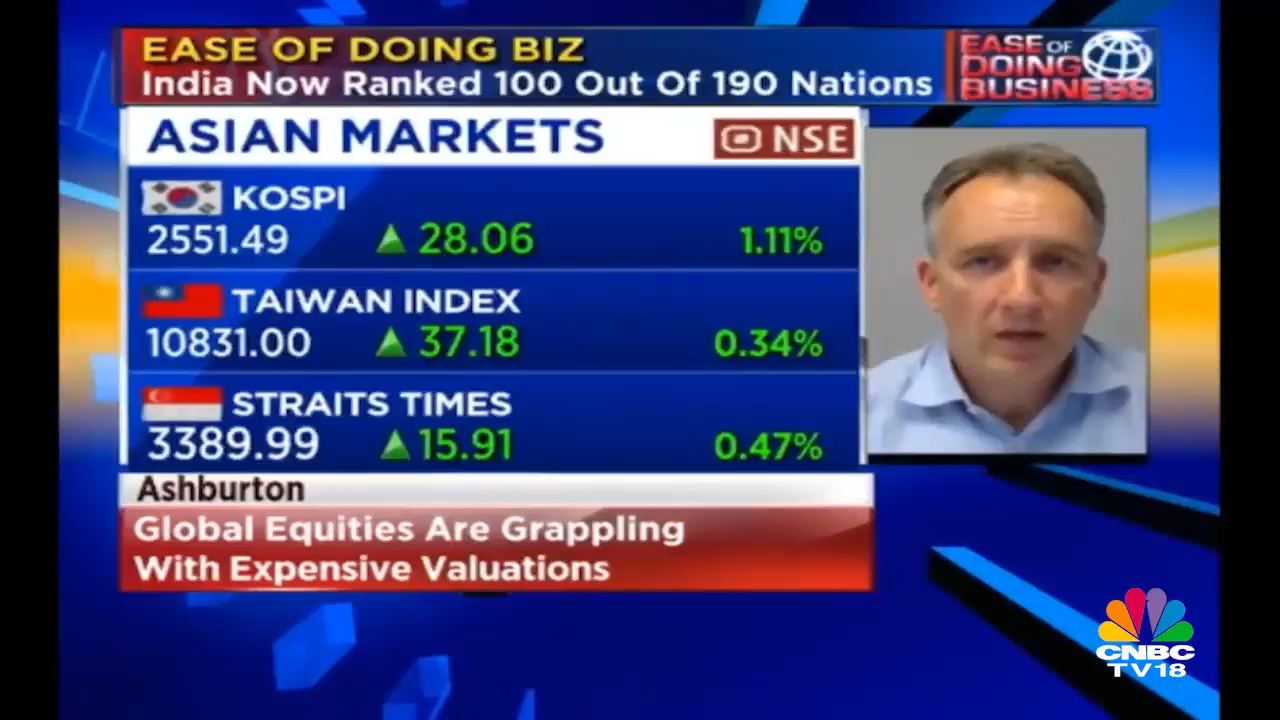 EASE OF DOING BIZ
India Now Ranked 100 Out Of 190 Nations
EASE OF
DOING
BUSINESS
ASIAN MARKETS
NSE
KOSPI
2551.49 ▲ 28.06 1.11%
TAIWAN INDEX
10831.00 ▲ 37.18 0.34%
STRAITS TIMES
3389.99 ▲ 15.91 0.47%
Ashburton
Global Equities Are Grappling
With Expensive Valuations
CNBC
TV18